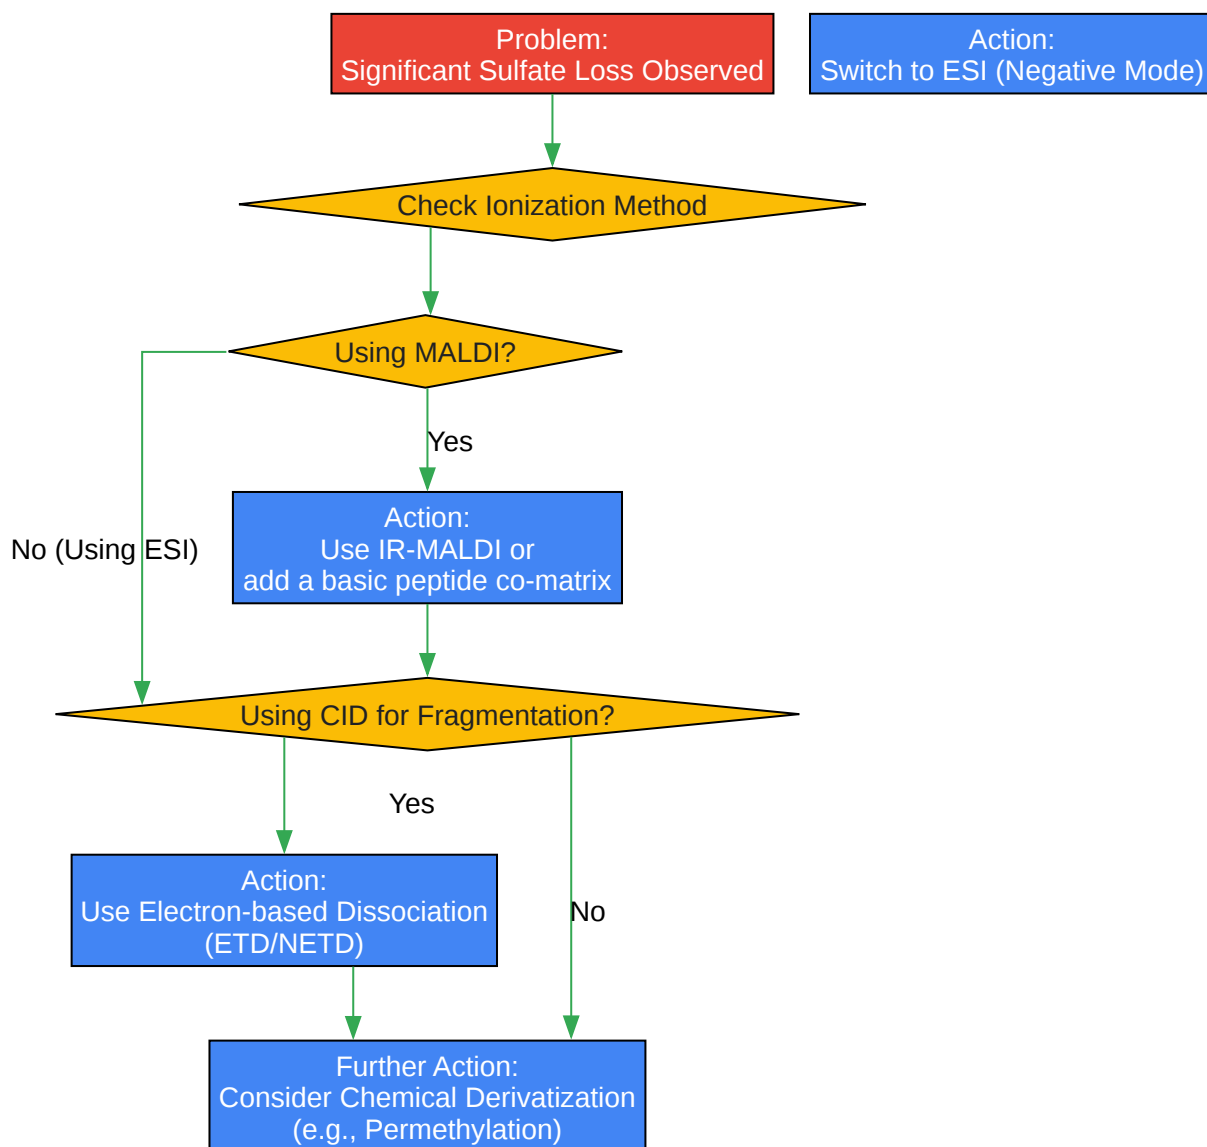 Problem:
Significant Sulfate Loss Observed
Action:
Switch to ESI (Negative Mode)
Check Ionization Method
Using MALDI?
Yes
Action:
Use IR-MALDI or
add a basic peptide co-matrix
No (Using ESI)
Using CID for Fragmentation?
Yes
Action:
Use Electron-based Dissociation
(ETD/NETD)
No
Further Action:
Consider Chemical Derivatization
(e.g., Permethylation)